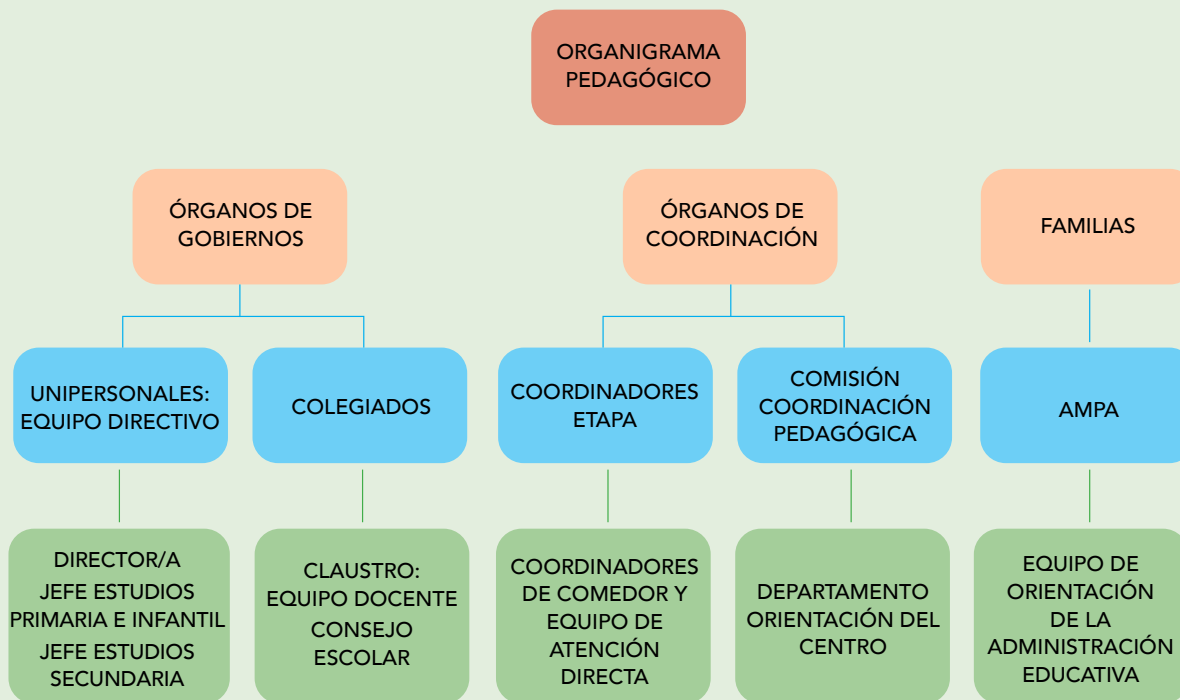 ORGANIGRAMA
PEDAGÓGICO
ÓRGANOS DE
GOBIERNOS
ÓRGANOS DE
COORDINACIÓN
FAMILIAS
UNIPERSONALES:
EQUIPO DIRECTIVO
COLEGIADOS
COORDINADORES
ETAPA
COMISIÓN
COORDINACIÓN
PEDAGÓGICA
AMPA
DIRECTOR/A
JEFE ESTUDIOS
PRIMARIA E INFANTIL
JEFE ESTUDIOS
SECUNDARIA
CLAUSTRO:
EQUIPO DOCENTE
CONSEJO
ESCOLAR
COORDINADORES
DE COMEDOR Y
EQUIPO DE
ATENCIÓN
DIRECTA
DEPARTAMENTO
ORIENTACIÓN DEL
CENTRO
EQUIPO DE
ORIENTACIÓN
DE LA
ADMINISTRACIÓN
EDUCATIVA